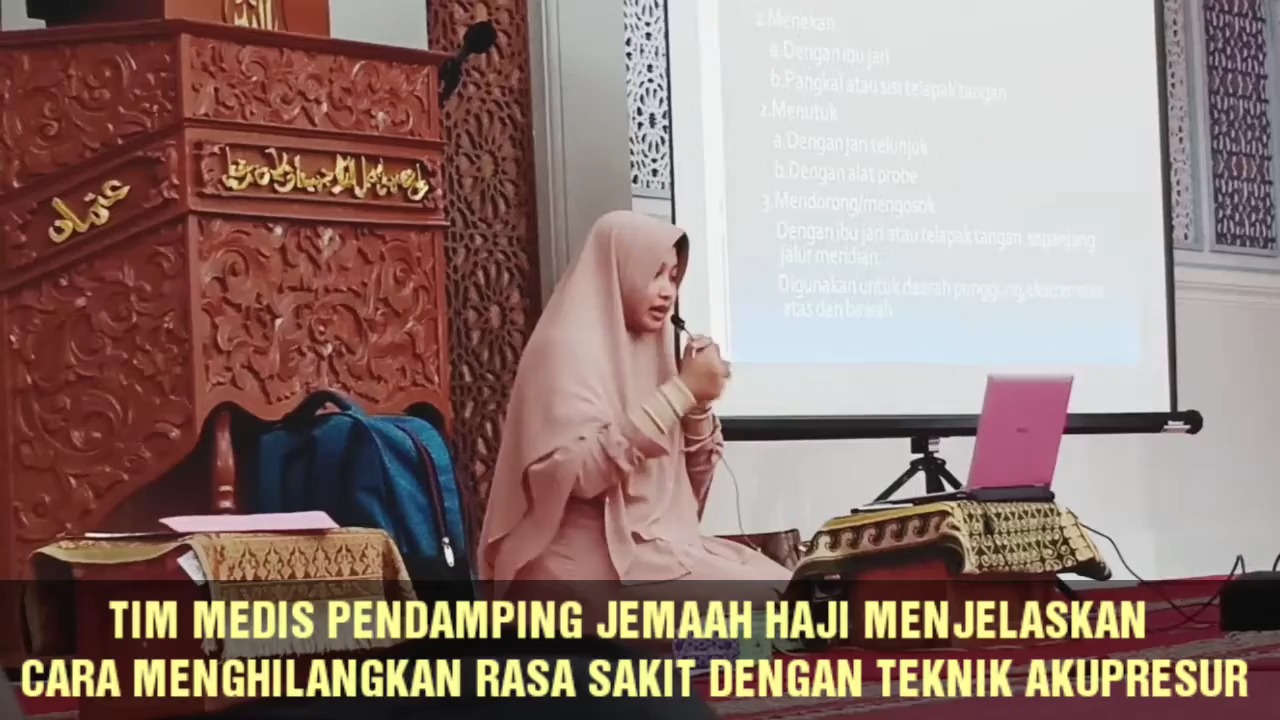 2.Menekan
a.Dengan ibu jari
b.Pangkal atau sisi telapak tangan
2.Menutuk
a.Dengan jari telunjuk
b.Dengan alat probe
3.Mendorong/mengosok
Dengan ibu jari atau telapak tangan sepanjang
jalur meridian.
Digunakan untuk daerah punggung,ekstremitas
atas dan bawah
TIM MEDIS PENDAMPING JEMAAH HAJI MENJELASKAN
CARA MENGHILANGKAN RASA SAKIT DENGAN TEKNIK AKUPRESUR